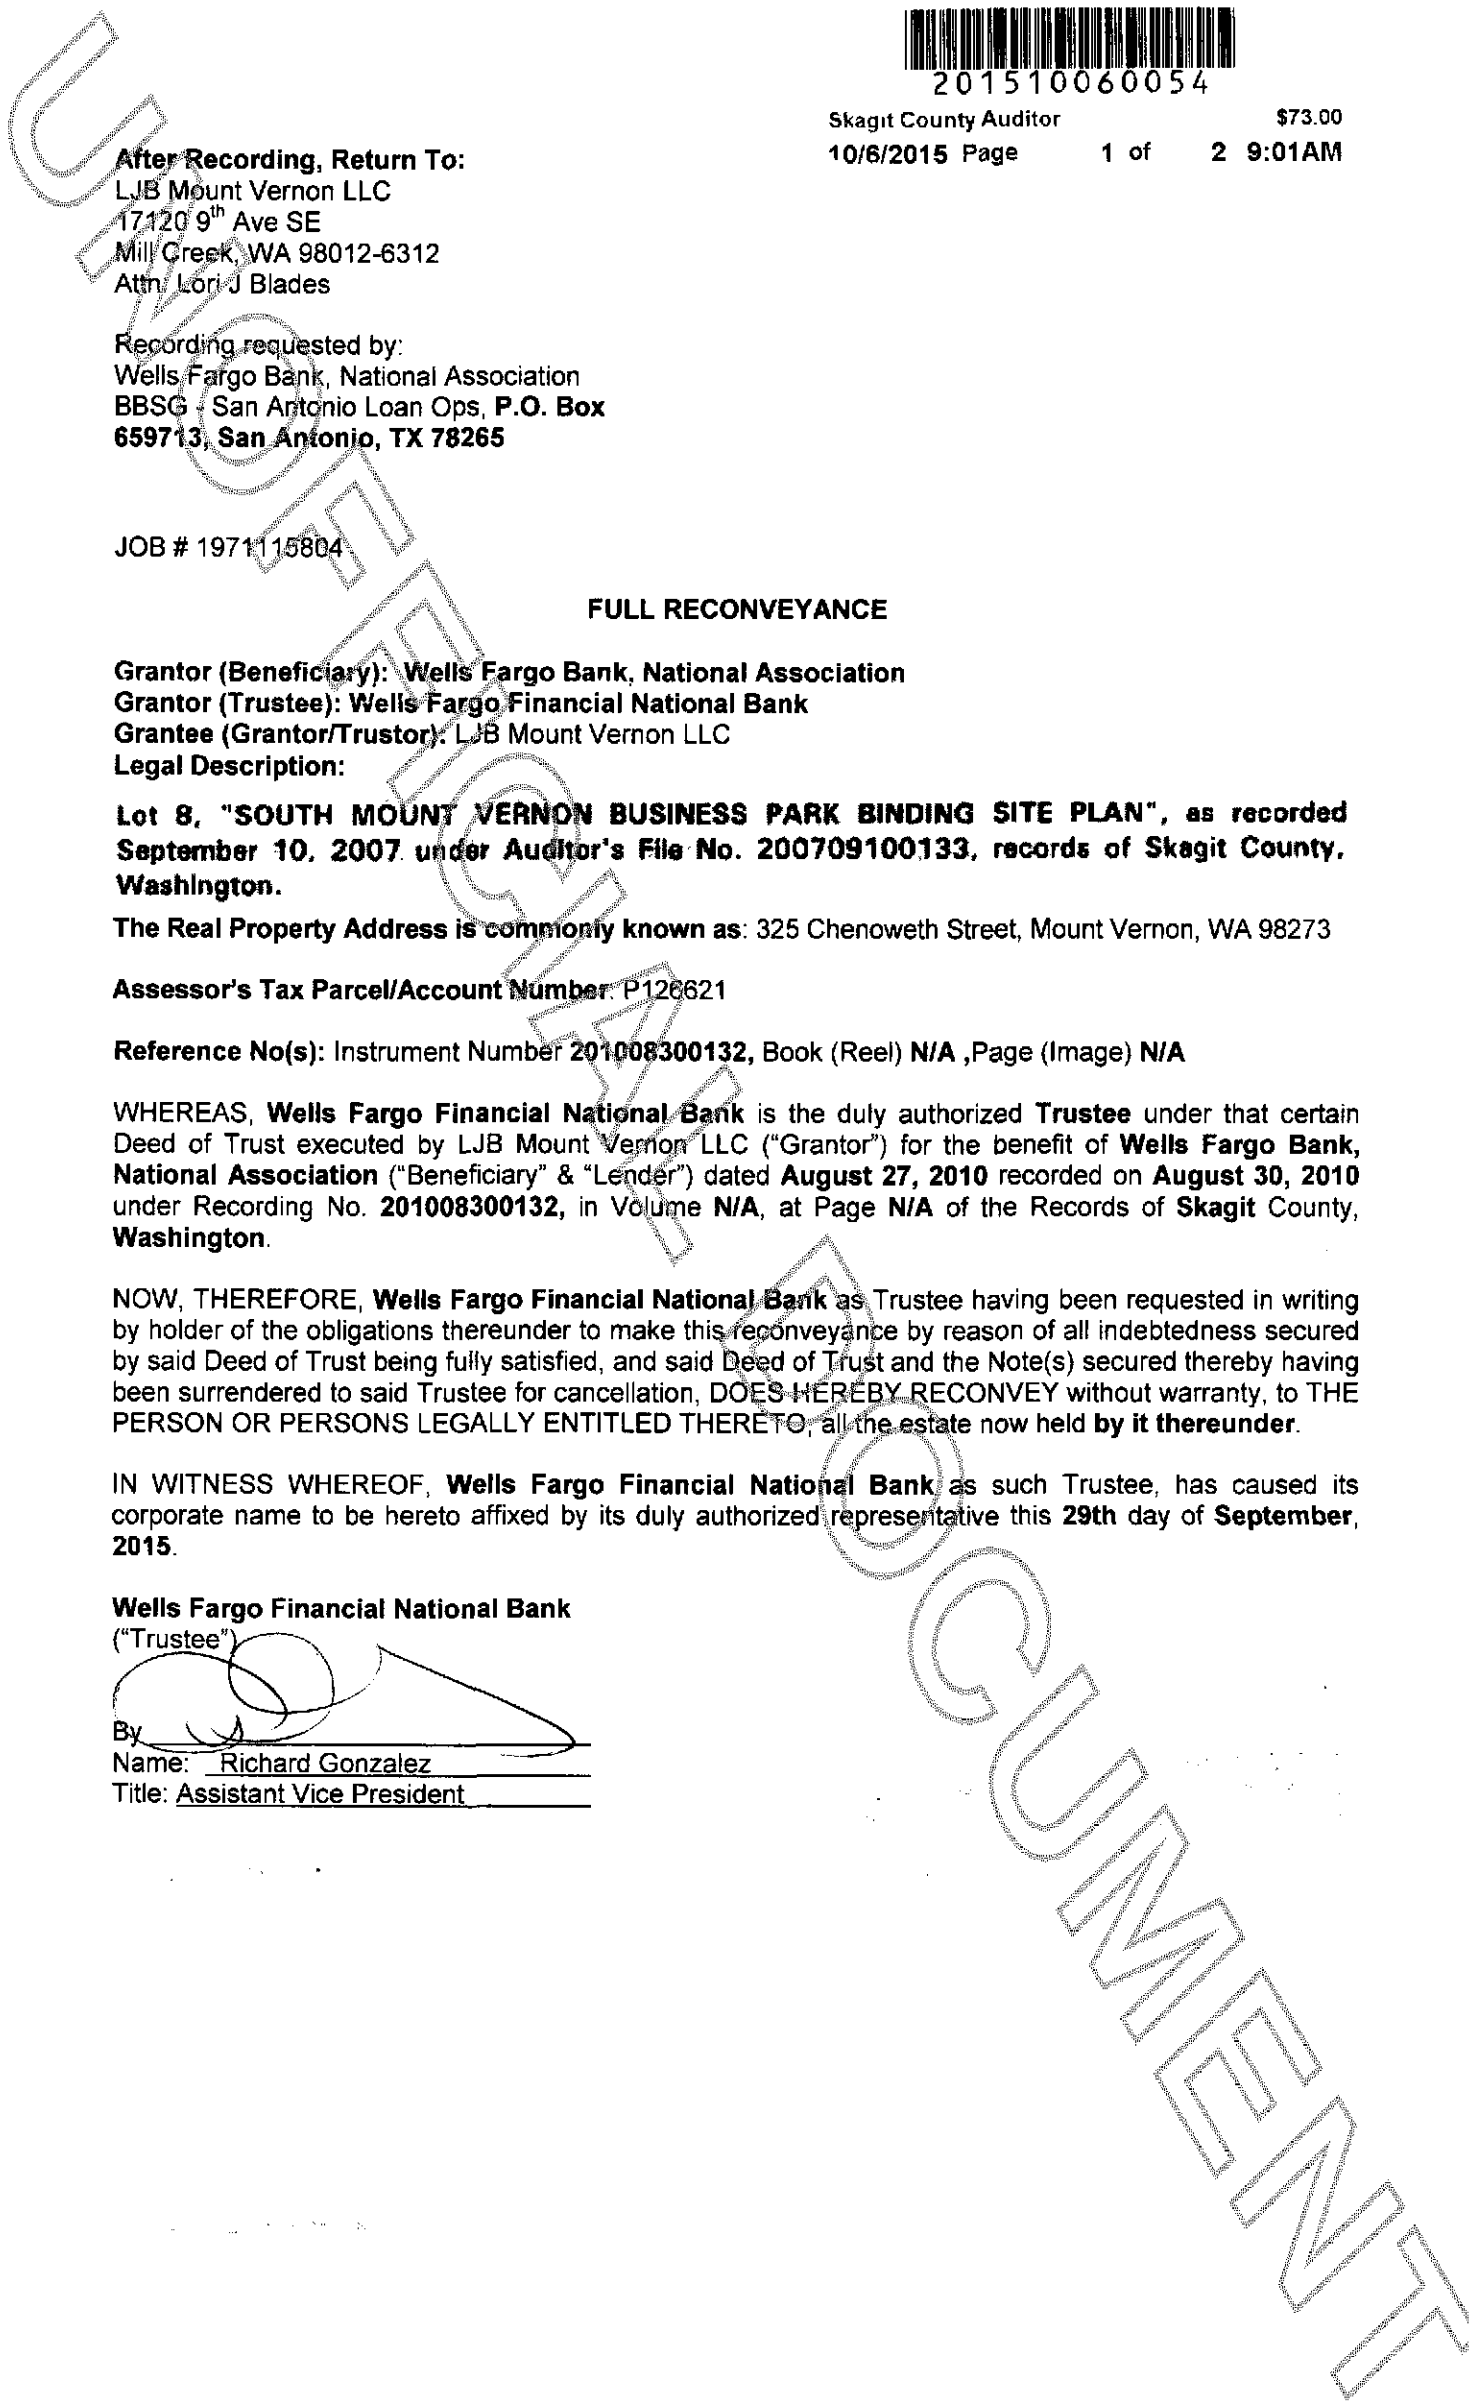 201510060054
Skagit County Auditor $73.00
10/6/2015 Page 1 of 2 9:01AM
After Recording, Return To:
LJB Mount Vernon LLC
17120 9th Ave SE
Mill Creek, WA 98012-6312
Attn: Lori J Blades
Recording requested by:
Wells Fargo Bank, National Association
BBSG - San Antonio Loan Ops, P.O. Box
659713, San Antonio, TX 78265
JOB # 1971115804
FULL RECONVEYANCE
Grantor (Beneficiary): Wells Fargo Bank, National Association
Grantor (Trustee): Wells Fargo Financial National Bank
Grantee (Grantor/Trustor): LJB Mount Vernon LLC
Legal Description:
Lot 8, "SOUTH MOUNT VERNON BUSINESS PARK BINDING SITE PLAN", as recorded
September 10, 2007 under Auditor's File No. 200709100133, records of Skagit County,
Washington.
The Real Property Address is commonly known as: 325 Chenoweth Street, Mount Vernon, WA 98273
Assessor's Tax Parcel/Account Number: P126621
Reference No(s): Instrument Number 201008300132, Book (Reel) N/A ,Page (Image) N/A
WHEREAS, Wells Fargo Financial National Bank is the duly authorized Trustee under that certain
Deed of Trust executed by LJB Mount Vernon LLC ("Grantor") for the benefit of Wells Fargo Bank,
National Association ("Beneficiary" & "Lender") dated August 27, 2010 recorded on August 30, 2010
under Recording No. 201008300132, in Volume N/A, at Page N/A of the Records of Skagit County,
Washington.
NOW, THEREFORE, Wells Fargo Financial National Bank as Trustee having been requested in writing
by holder of the obligations thereunder to make this reconveyance by reason of all indebtedness secured
by said Deed of Trust being fully satisfied, and said Deed of Trust and the Note(s) secured thereby having
been surrendered to said Trustee for cancellation, DOES HEREBY RECONVEY without warranty, to THE
PERSON OR PERSONS LEGALLY ENTITLED THERETO, all the estate now held by it thereunder.
IN WITNESS WHEREOF, Wells Fargo Financial National Bank as such Trustee, has caused its
corporate name to be hereto affixed by its duly authorized representative this 29th day of September,
2015.
Wells Fargo Financial National Bank
("Trustee")
By
Name: Richard Gonzalez
Title: Assistant Vice President
UNOFFICIAL DOCUMENT